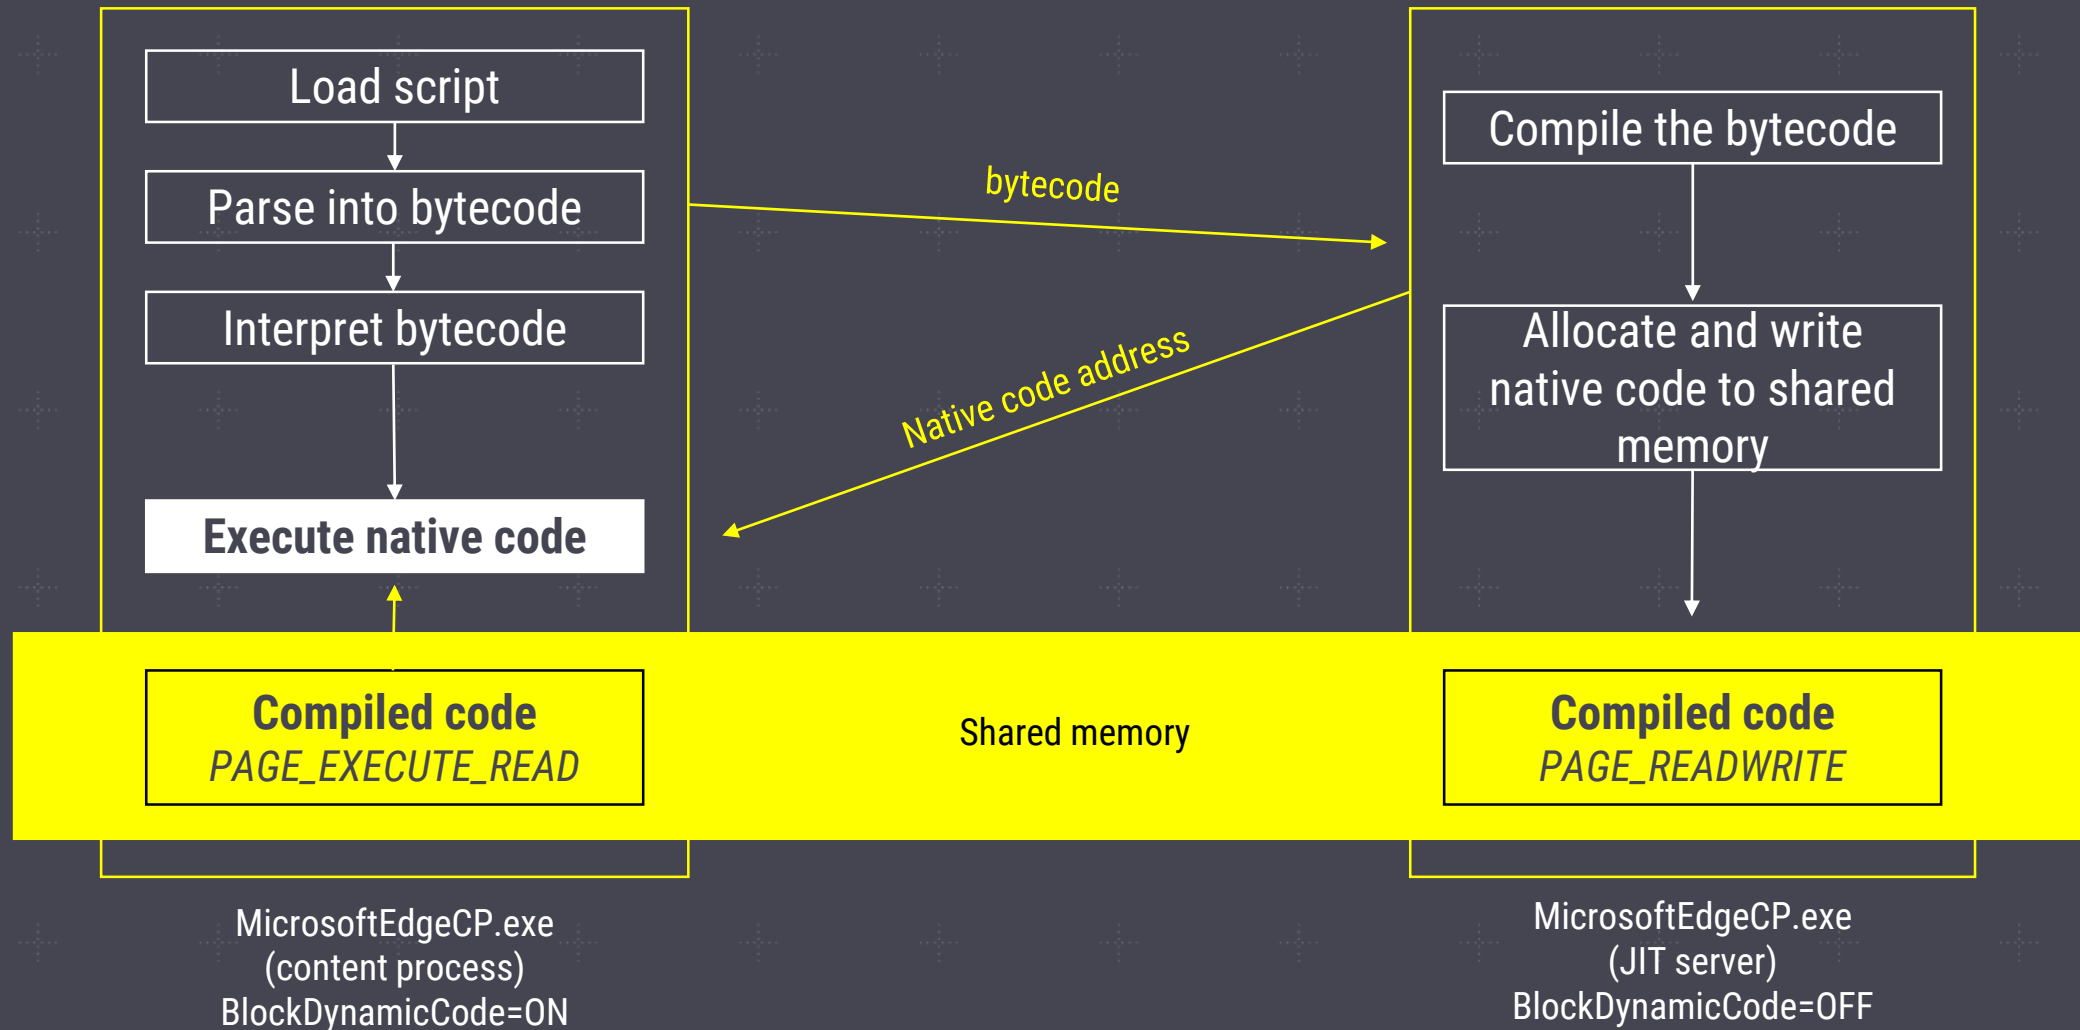 Load script
Parse into bytecode
Interpret bytecode
Execute native code
bytecode
Native code address
Compile the bytecode
Allocate and write
native code to shared
memory
Compiled code
PAGE_EXECUTE_READ
Shared memory
Compiled code
PAGE_READWRITE
MicrosoftEdgeCP.exe
(content process)
BlockDynamicCode=ON
MicrosoftEdgeCP.exe
(JIT server)
BlockDynamicCode=OFF